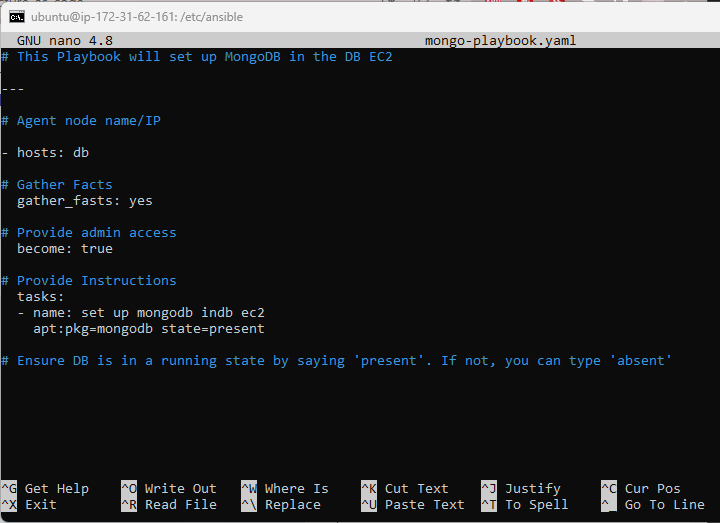 ubuntu@ip-172-31-62-161: /etc/ansible
GNU nano 4.8 mongo-playbook.yaml
# This Playbook will set up MongoDB in the DB EC2
---
# Agent node name/IP
- hosts: db
# Gather Facts
gather_fasts: yes
# Provide admin access
become: true
# Provide Instructions
tasks:
- name: set up mongodb indb ec2
apt:pkg=mongodb state=present
# Ensure DB is in a running state by saying 'present'. If not, you can type 'absent'
^G Get Help ^O Write Out ^W Where Is ^K Cut Text ^J Justify ^C Cur Pos
^X Exit ^R Read File ^\ Replace ^U Paste Text ^T To Spell ^_ Go To Line